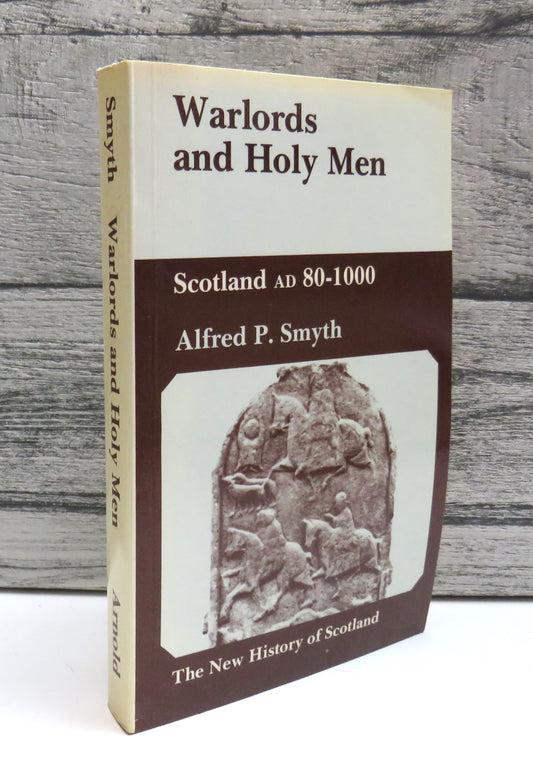 Warlords
and Holy Men
Scotland AD 80-1000
Alfred P. Smyth
The New History of Scotland
Smyth Warlords and Holy Men Arnold